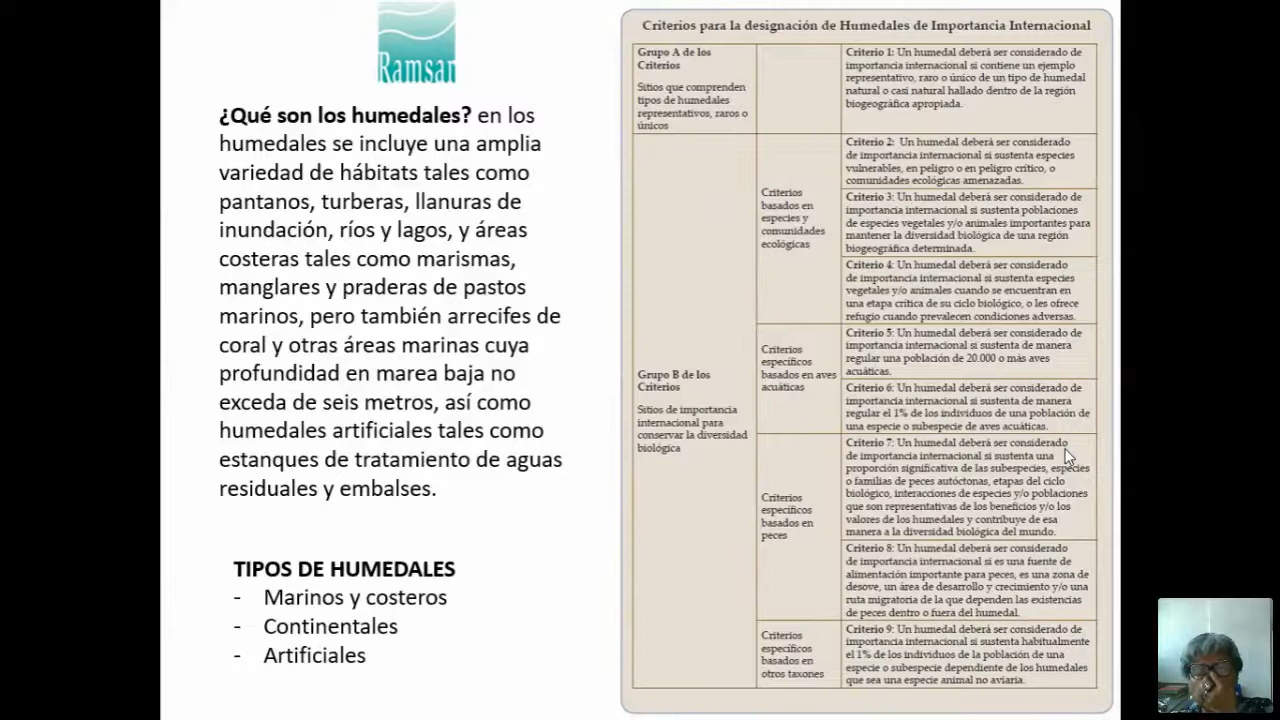 Ramsar
¿Qué son los humedales? en los
humedales se incluye una amplia
variedad de hábitats tales como
pantanos, turberas, llanuras de
inundación, ríos y lagos, y áreas
costeras tales como marismas,
manglares y praderas de pastos
marinos, pero también arrecifes de
coral y otras áreas marinas cuya
profundidad en marea baja no
exceda de seis metros, así como
humedales artificiales tales como
estanques de tratamiento de aguas
residuales y embalses.
TIPOS DE HUMEDALES
- Marinos y costeros
- Continentales
- Artificiales
Criterios para la designación de Humedales de Importancia Internacional
Grupo A de los
Criterios
Sitios que comprenden
tipos de humedales
representativos, raros o
únicos
Criterio 1: Un humedal deberá ser considerado de
importancia internacional si contiene un ejemplo
representativo, raro o único de un tipo de humedal
natural o casi natural hallado dentro de la región
biogeográfica apropiada.
Grupo B de los
Criterios
Sitios de importancia
internacional para
conservar la diversidad
biológica
Criterios
basados en
especies y
comunidades
ecológicas
Criterio 2: Un humedal deberá ser considerado
de importancia internacional si sustenta especies
vulnerables, en peligro o en peligro crítico, o
comunidades ecológicas amenazadas.
Criterio 3: Un humedal deberá ser considerado de
importancia internacional si sustenta poblaciones
de especies vegetales y/o animales importantes para
mantener la diversidad biológica de una región
biogeográfica determinada.
Criterio 4: Un humedal deberá ser considerado
de importancia internacional si sustenta especies
vegetales y/o animales cuando se encuentran en
una etapa crítica de su ciclo biológico, o les ofrece
refugio cuando prevalecen condiciones adversas.
Criterios
específicos
basados en aves
acuáticas
Criterio 5: Un humedal deberá ser considerado de
importancia internacional si sustenta de manera
regular una población de 20.000 o más aves
acuáticas.
Criterio 6: Un humedal deberá ser considerado de
importancia internacional si sustenta de manera
regular el 1% de los individuos de una población de
una especie o subespecie de aves acuáticas.
Criterios
específicos
basados en
peces
Criterio 7: Un humedal deberá ser considerado
de importancia internacional si sustenta una
proporción significativa de las subespecies, especies
o familias de peces autóctonas, etapas del ciclo
biológico, interacciones de especies y/o poblaciones
que son representativas de los beneficios y/o los
valores de los humedales y contribuye de esa
manera a la diversidad biológica del mundo.
Criterio 8: Un humedal deberá ser considerado
de importancia internacional si es una fuente de
alimentación importante para peces, es una zona de
desove, un área de desarrollo y crecimiento y/o una
ruta migratoria de la que dependen las existencias
de peces dentro o fuera del humedal.
Criterios
específicos
basados en
otros taxones
Criterio 9: Un humedal deberá ser considerado de
importancia internacional si sustenta habitualmente
el 1% de los individuos de la población de una
especie o subespecie dependiente de los humedales
que sea una especie animal no aviaria.